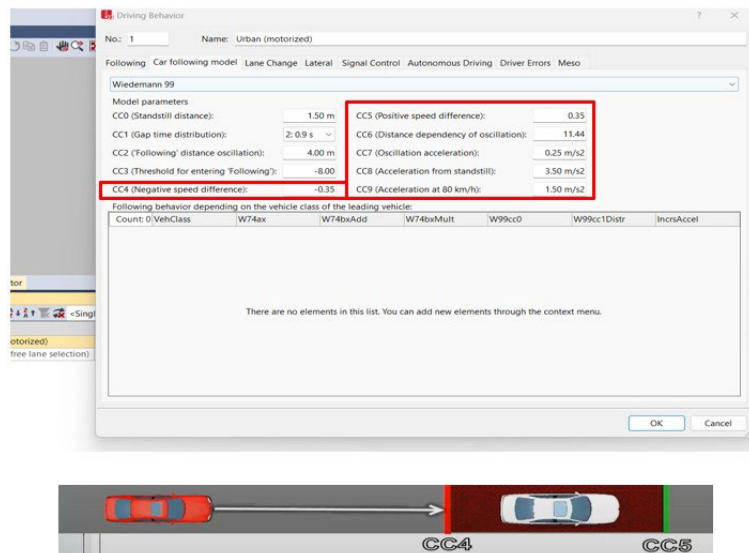 Driving Behavior ? ×
No.: 1 Name: Urban (motorized)
Following Car following model Lane Change Lateral Signal Control Autonomous Driving Driver Errors Meso
Wiedemann 99
Model parameters
CC0 (Standstill distance): 1.50 m CC5 (Positive speed difference): 0.35
CC1 (Gap time distribution): 2: 0.9 s CC6 (Distance dependency of oscillation): 11.44
CC2 ('Following' distance oscillation): 4.00 m CC7 (Oscillation acceleration): 0.25 m/s2
CC3 (Threshold for entering 'Following'): -8.00 CC8 (Acceleration from standstill): 3.50 m/s2
CC4 (Negative speed difference): -0.35 CC9 (Acceleration at 80 km/h): 1.50 m/s2
Following behavior depending on the vehicle class of the leading vehicle:
Count: 0 VehClass W74ax W74bxAdd W74bxMult W99cc0 W99cc1Distr IncrsAccel
tor
There are no elements in this list. You can add new elements through the context menu.
<Singl
otorized)
free lane selection)
OK Cancel
CC4 CC5